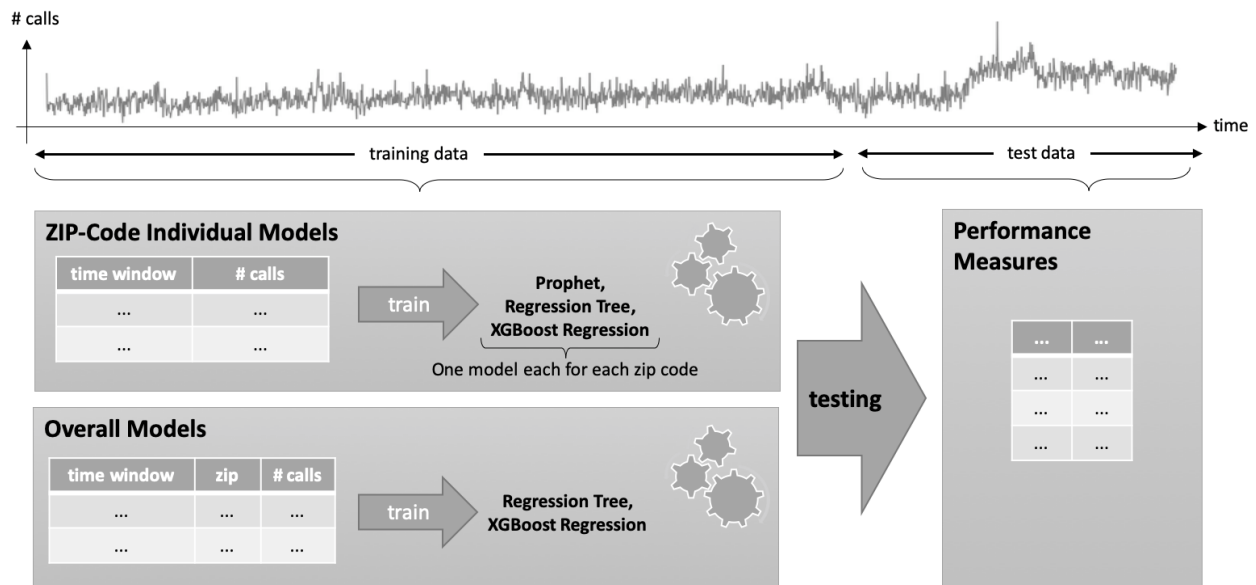 # calls
time
training data
test data
ZIP-Code Individual Models
time window # calls
... ...
... ...
train
Prophet,
Regression Tree,
XGBoost Regression
One model each for each zip code
Overall Models
time window zip # calls
... ... ...
... ... ...
train
Regression Tree,
XGBoost Regression
testing
Performance
Measures
... ...
... ...
... ...
... ...